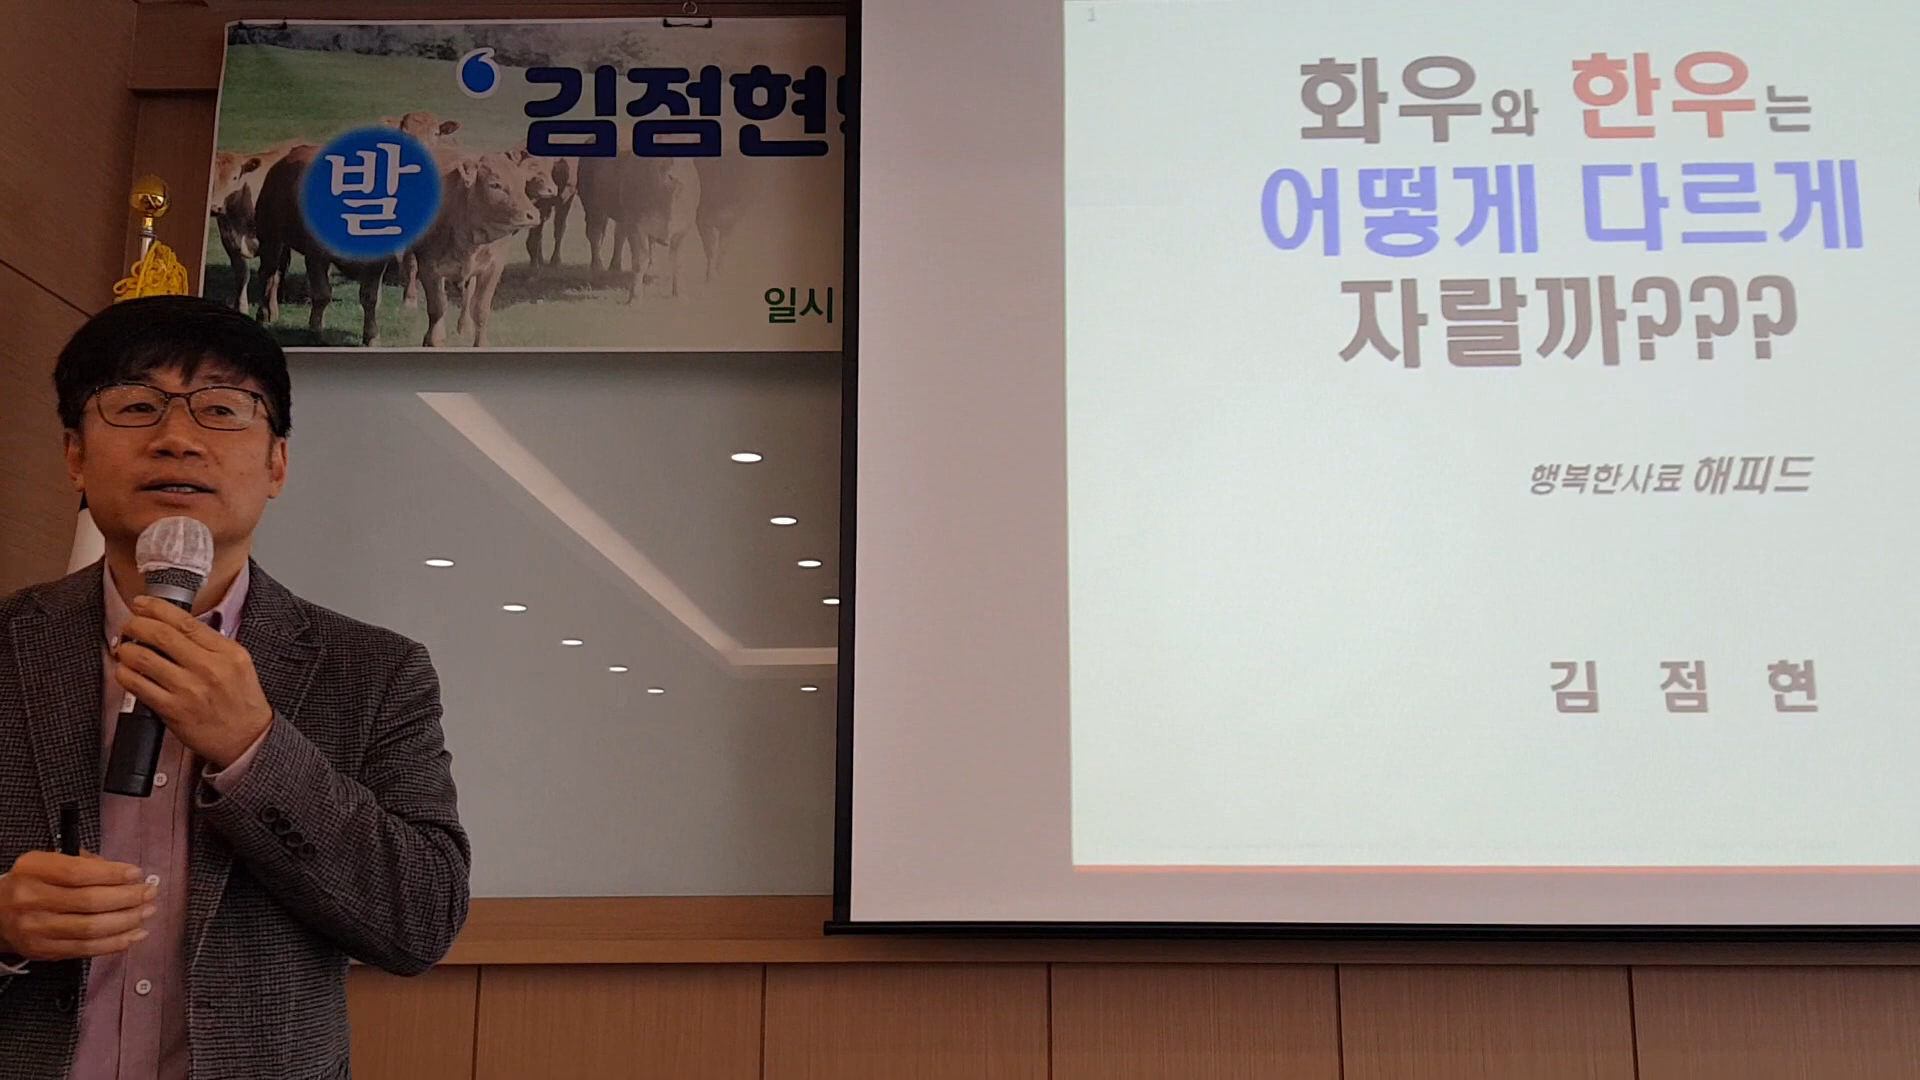 ‘김점현
발
일시
1
화우와 한우는
어떻게 다르게
자랄까???
행복한사료 해피드
김 점 현